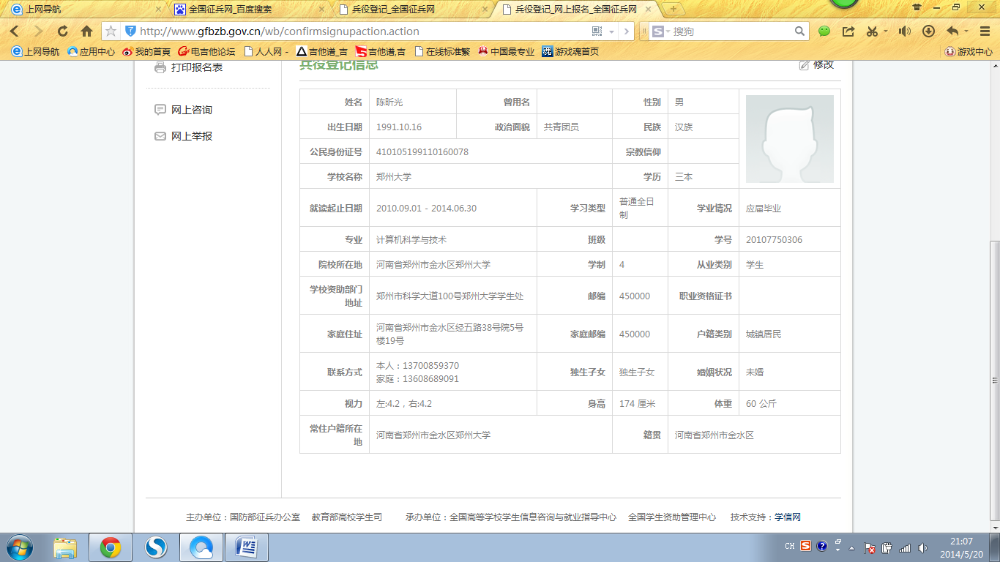 上网导航
全国征兵网_百度搜索
兵役登记_全国征兵网
兵役登记_网上报名_全国征兵网
http://www.gfbzb.gov.cn/wb/confirmsignupaction.action
搜狗
上网导航 应用中心 我的首頁 电吉他论坛 人人网 - 吉他谱_吉 吉他谱,吉 在线标准繁 中国最专业 游戏魂首页 游戏中心
打印报名表
网上咨询
网上举报
兵役登记信息 修改
姓名 陈昕光 曾用名 性别 男
出生日期 1991.10.16 政治面貌 共青团员 民族 汉族
公民身份证号 410105199110160078 宗教信仰
学校名称 郑州大学 学历 三本
就读起止日期 2010.09.01 - 2014.06.30 学习类型 普通全日
制
学业情况 应届毕业
专业 计算机科学与技术 班级 学号 20107750306
院校所在地 河南省郑州市金水区郑州大学 学制 4 从业类别 学生
学校资助部门
地址
郑州市科学大道100号郑州大学学生处 邮编 450000 职业资格证书
家庭住址 河南省郑州市金水区经五路38号院5号
楼19号
家庭邮编 450000 户籍类别 城镇居民
联系方式 本人：13700859370
家庭：13608689091
独生子女 独生子女 婚姻状况 未婚
视力 左:4.2，右:4.2 身高 174 厘米 体重 60 公斤
常住户籍所在
地
河南省郑州市金水区郑州大学 籍贯 河南省郑州市金水区
主办单位：国防部征兵办公室 教育部高校学生司 承办单位：全国高等学校学生信息咨询与就业指导中心 全国学生资助管理中心 技术支持：学信网
CH
21:07
2014/5/20